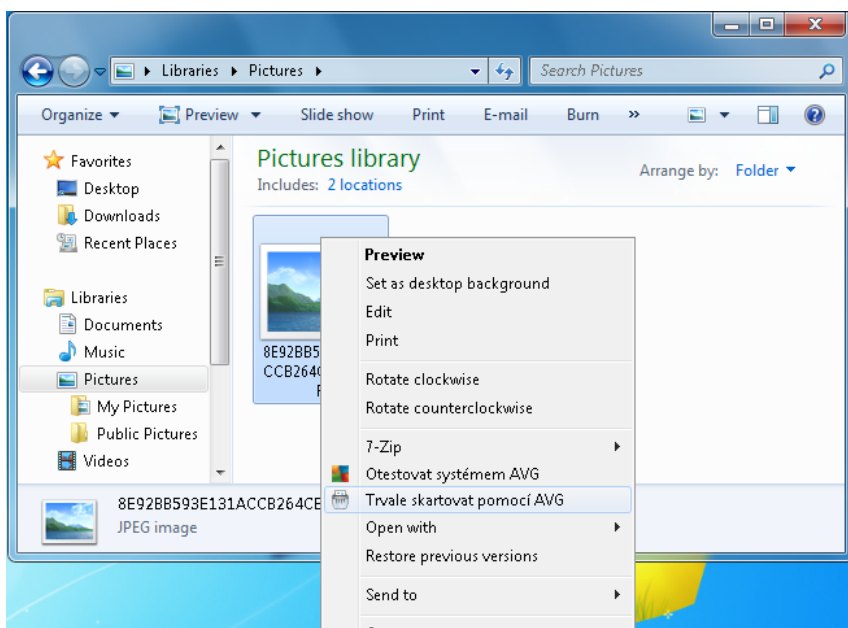 Libraries Pictures
Search Pictures
Organize Preview Slide show Print E-mail Burn »
Favorites
Desktop
Downloads
Recent Places
Libraries
Documents
Music
Pictures
My Pictures
Public Pictures
Videos
Pictures library
Includes: 2 locations
Arrange by: Folder
Preview
Set as desktop background
Edit
Print
Rotate clockwise
Rotate counterclockwise
7-Zip
Otestovat systémem AVG
Trvale skartovat pomocí AVG
Open with
Restore previous versions
Send to
8E92BB5
CCB264
8E92BB593E131ACCB264CE
JPEG image